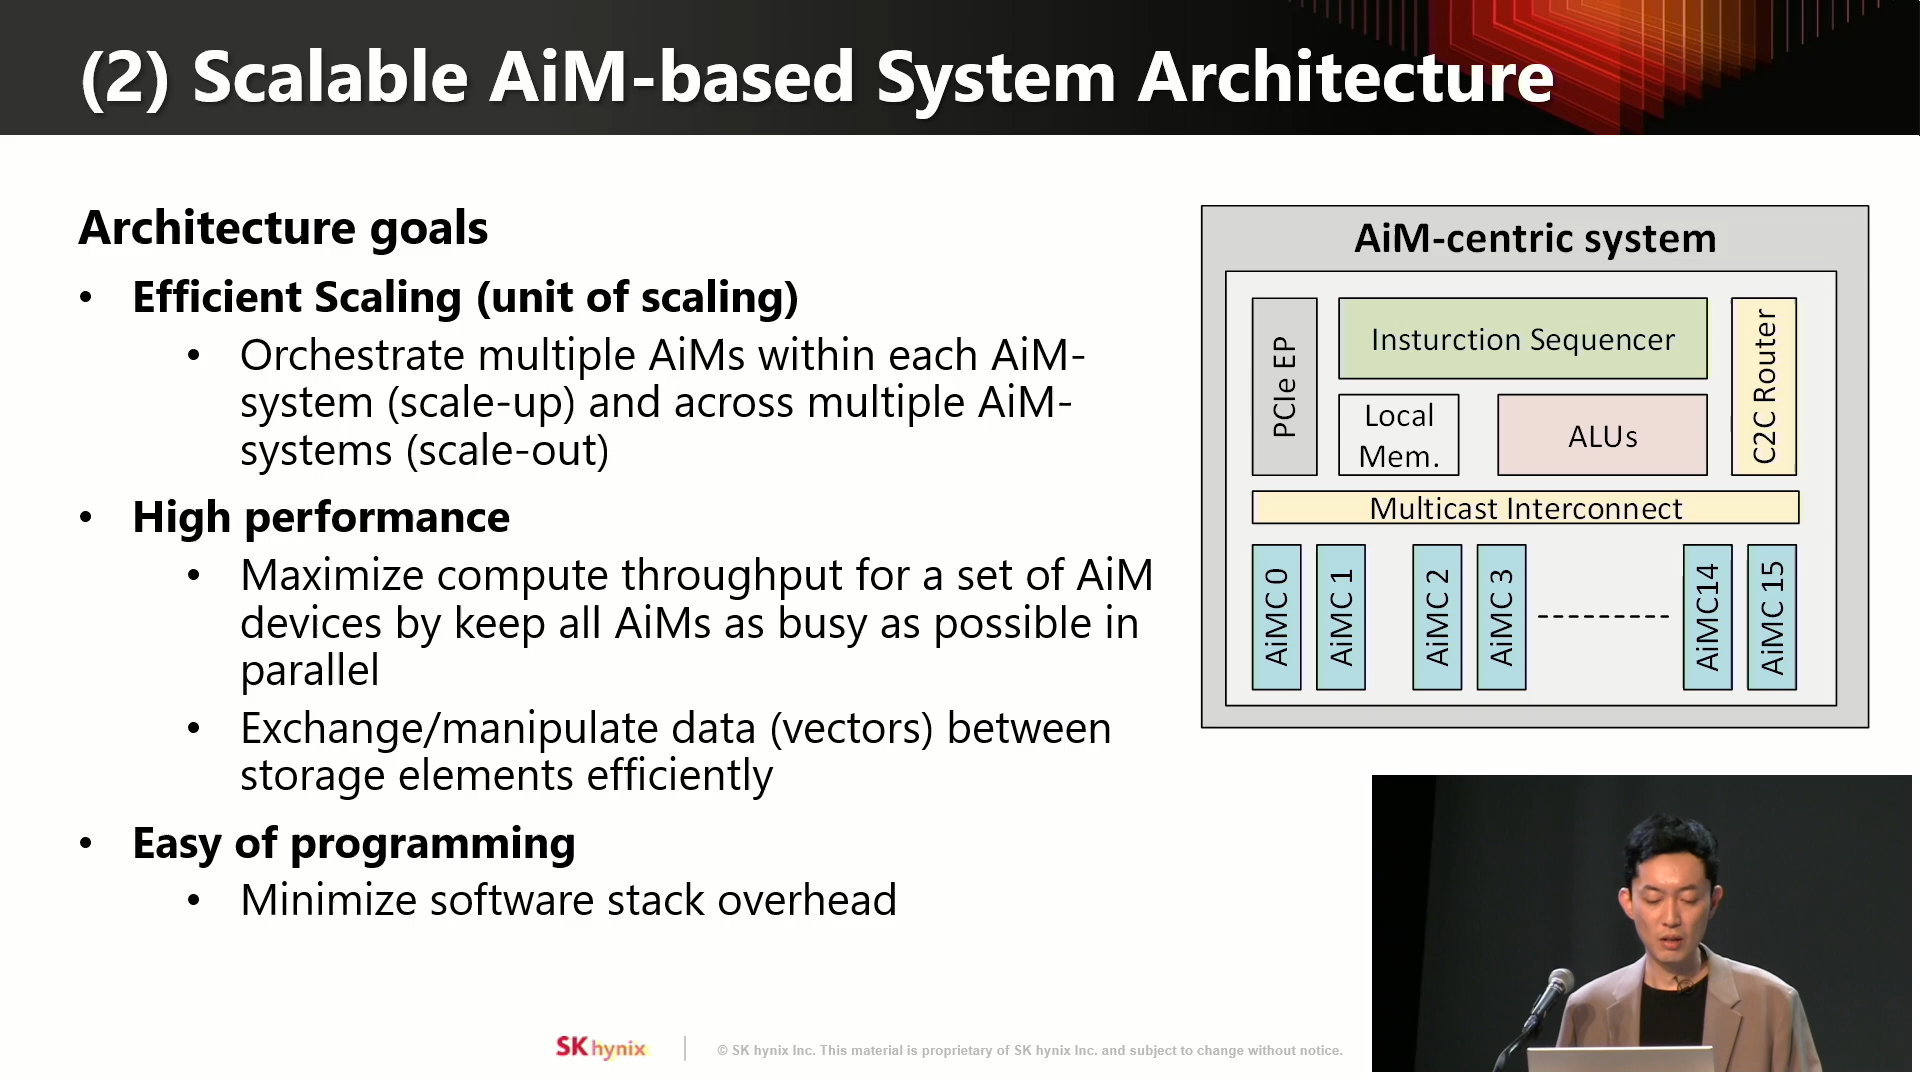 (2) Scalable AiM-based System Architecture
Architecture goals
• Efficient Scaling (unit of scaling)
• Orchestrate multiple AiMs within each AiM-
system (scale-up) and across multiple AiM-
systems (scale-out)
• High performance
• Maximize compute throughput for a set of AiM
devices by keep all AiMs as busy as possible in
parallel
• Exchange/manipulate data (vectors) between
storage elements efficiently
• Easy of programming
• Minimize software stack overhead
AiM-centric system
PCIe EP
Insturction Sequencer
Local
Mem.
ALUs
C2C Router
Multicast Interconnect
AiMC 0
AiMC 1
AiMC 2
AiMC 3
AiMC14
AiMC 15
SK hynix
© SK hynix Inc. This material is proprietary of SK hynix Inc. and subject to change without notice.